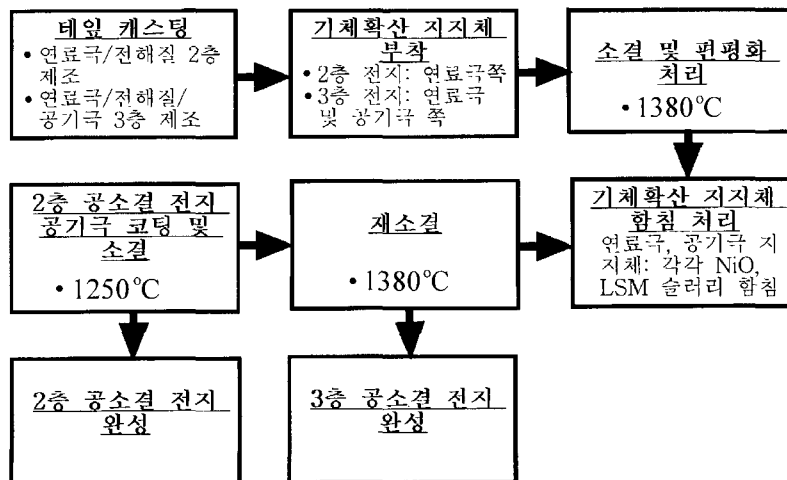 테잎 캐스팅
• 연료극/전해질 2층
제조
• 연료극/전해질/
공기극 3층 제조
기체확산 지지체
부착
• 2층 전지: 연료극쪽
• 3층 전지: 연료극
및 공기극 쪽
소결 및 편평화
처리
• 1380℃
2층 공소결 전지
공기극 코팅 및
소결
• 1250℃
재소결
• 1380℃
기체확산 지지체
함침 처리
연료극, 공기극 지
지체: 각각 NiO,
LSM 슬러리 함침
2층 공소결 전지
완성
3층 공소결 전지
완성